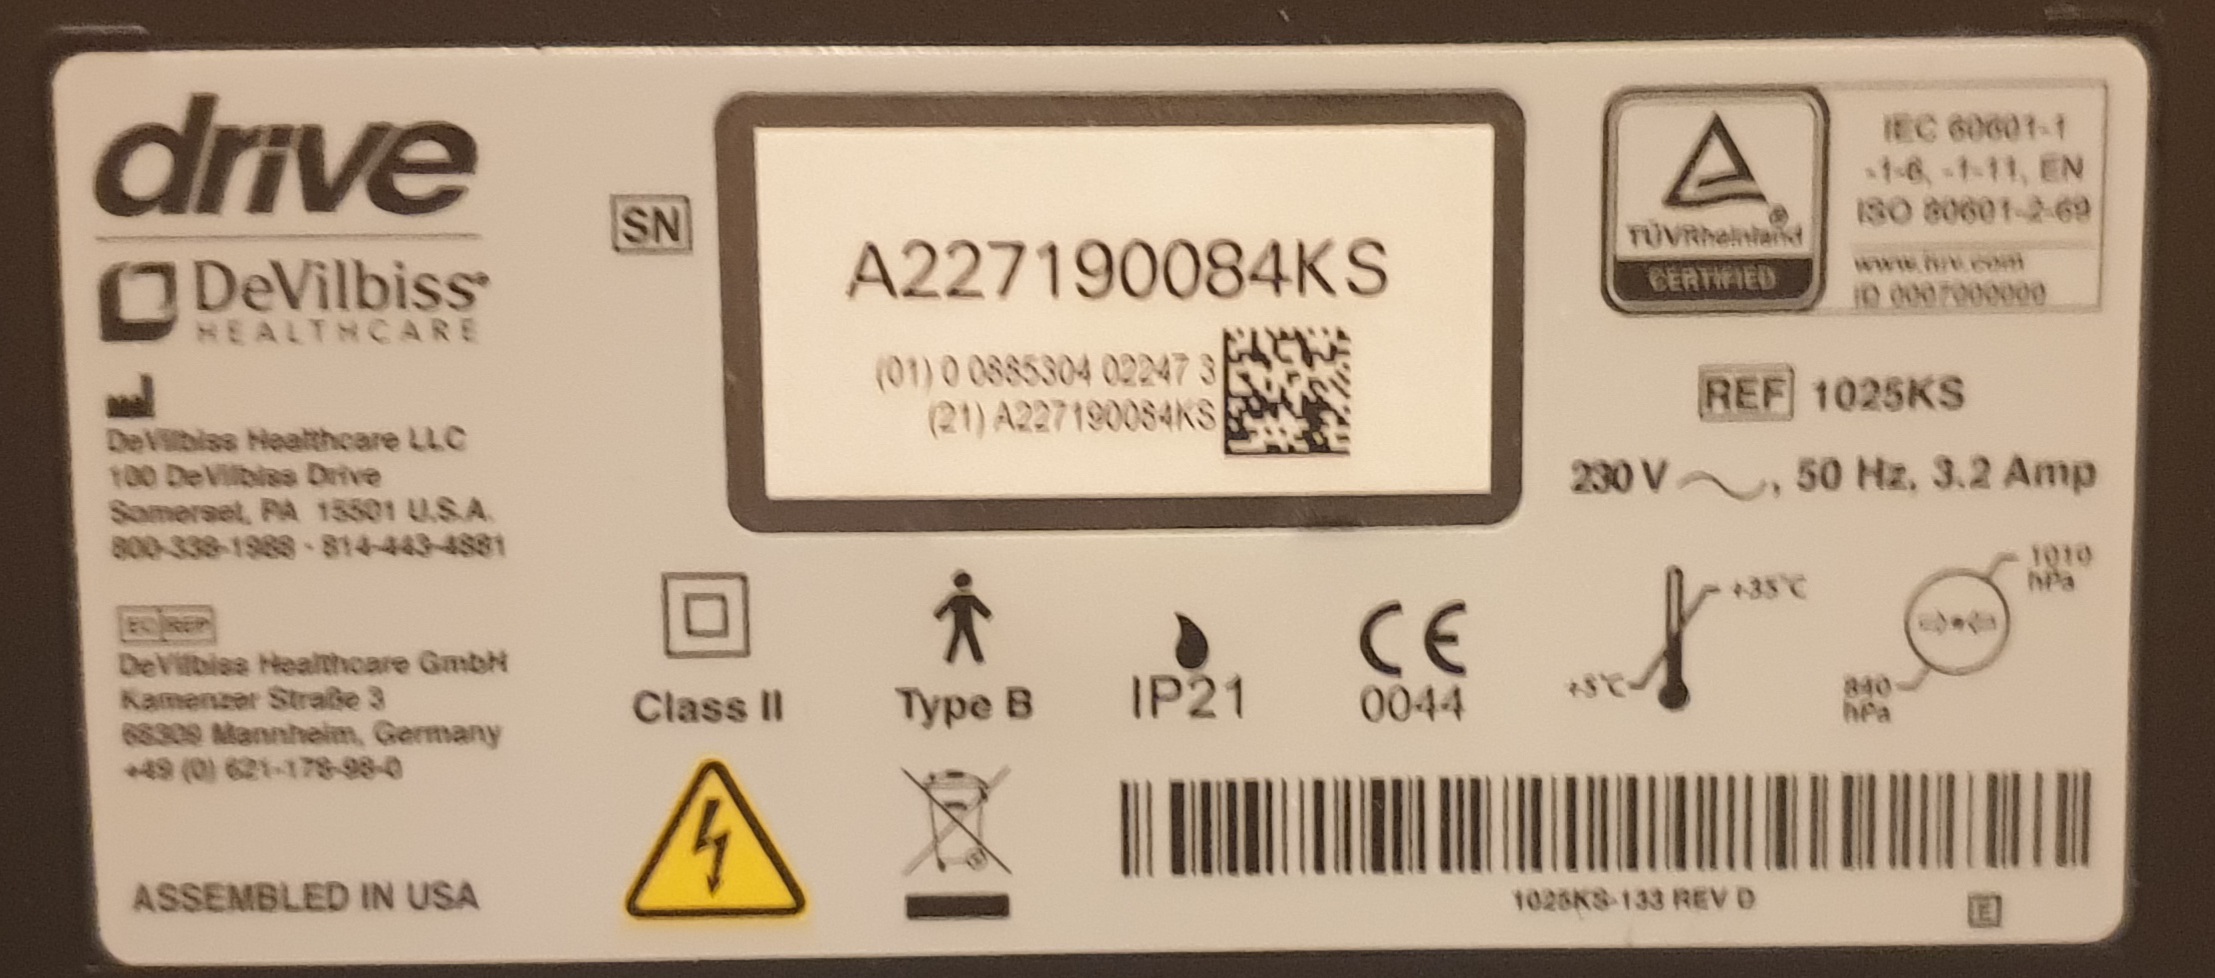 drive
DeVilbiss®
HEALTHCARE
DeVilbiss Healthcare LLC
100 DeVilbiss Drive
Somerset, PA 15501 U.S.A.
800-338-1988 · 814-443-4881
EC REP
DeVilbiss Healthcare GmbH
Kamenzer Straße 3
68309 Mannheim, Germany
+49 (0) 621-178-98-0
ASSEMBLED IN USA
SN
A227190084KS
(01) 0 0885304 02247 3
(21) A227190084KS
Class II
Type B
IP21
CE
0044
TÜVRheinland®
CERTIFIED
IEC 60601-1
-1-6, -1-11, EN
ISO 80601-2-69
www.tuv.com
ID 0007000000
REF 1025KS
230 V ~, 50 Hz, 3.2 Amp
+35°C
+5°C
1010
hPa
840
hPa
1025KS-133 REV D
E